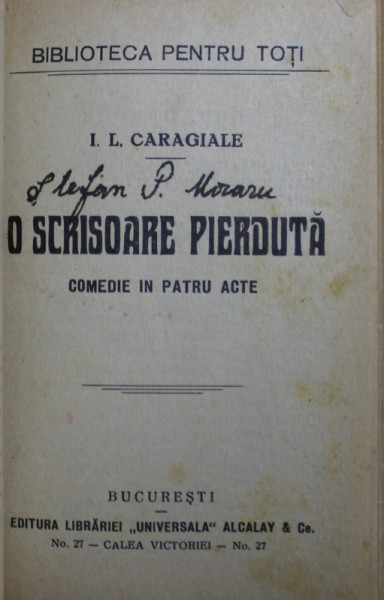 BIBLIOTECA PENTRU TOȚI
I. L. CARAGIALE
Ștefan P. Moraru
O SCRISOARE PIERDUTĂ
COMEDIE IN PATRU ACTE
BUCUREȘTI
EDITURA LIBRĂRIEI „UNIVERSALA“ ALCALAY & Co.
No. 27 — CALEA VICTORIEI — No. 27